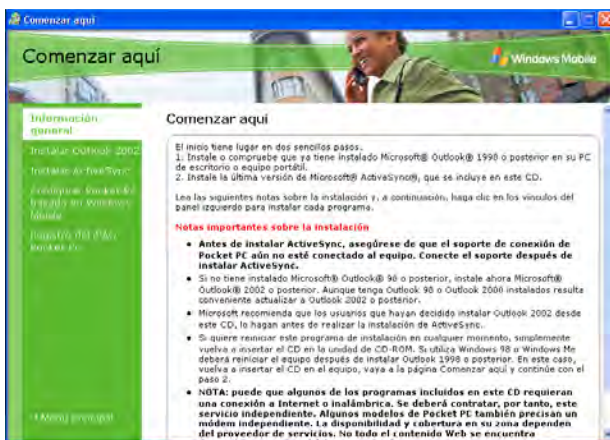 Comenzar aquí
Comenzar aquí
Windows Mobile
Información
general
Instalar Outlook 2002
Instalar ActiveSync
Registro del iPAQ
Pocket PC
Menú principal
Comenzar aquí
El inicio tiene lugar en dos sencillos pasos.
1: Instale o compruebe que ya tiene instalado Microsoft® Outlook® 1998 o posterior en su PC
de escritorio o equipo portátil.
2. Instale la última versión de Microsoft® ActiveSync®, que se incluye en este CD.
Lea las siguientes notas sobre la instalación y, a continuación, haga clic en los vínculos del
panel izquierdo para instalar cada programa.
Notas importantes sobre la instalación
• Antes de instalar ActiveSync, asegúrese de que el soporte de conexión de
Pocket PC aún no esté conectado al equipo. Conecte el soporte después de
instalar ActiveSync.
• Si no tiene instalado Microsoft® Outlook® 98 o posterior, instale ahora Microsoft®
Outlook® 2002 o posterior. Aunque tenga Outlook 98 o Outlook 2000 instalados resulta
conveniente actualizar a Outlook 2002 o posterior.
• Microsoft recomienda que los usuarios que hayan decidido instalar Outlook 2002 desde
este CD, lo hagan antes de realizar la instalación de ActiveSync.
• Si quiere reiniciar este programa de instalación en cualquier momento, simplemente
vuelva a insertar el CD en la unidad de CD-ROM. Si utiliza Windows 98 o Windows Me
deberá reiniciar el equipo después de instalar Outlook 1998 o posterior. En este caso,
vuelva a insertar el CD en el equipo, vaya a la página Comenzar aquí y continúe con el
paso 2.
• NOTA: puede que algunos de los programas incluidos en este CD requieran
una conexión a Internet o inalámbrica. Se deberá contratar, por tanto, este
servicio independiente. Algunos modelos de Pocket PC también precisan un
módem independiente. La disponibilidad y cobertura en su zona dependen
del proveedor de servicios. No todo el contenido Web se encuentra